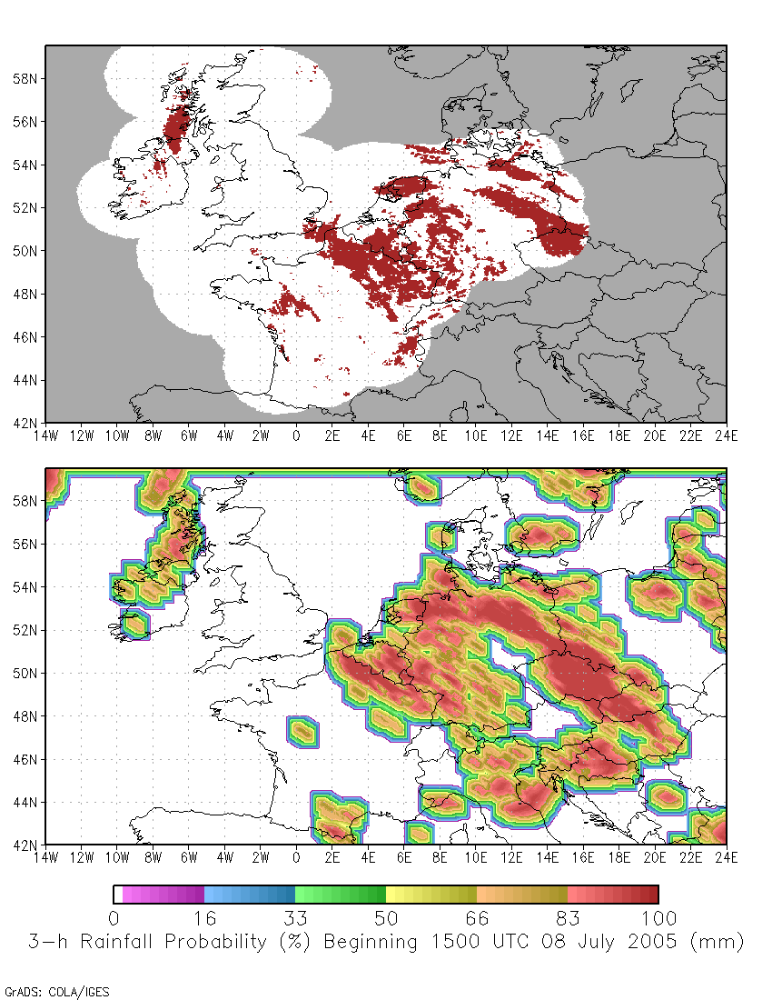 58N
56N
54N
52N
50N
48N
46N
44N
42N
14W 12W 10W 8W 6W 4W 2W 0 2E 4E 6E 8E 10E 12E 14E 16E 18E 20E 22E 24E
58N
56N
54N
52N
50N
48N
46N
44N
42N
14W 12W 10W 8W 6W 4W 2W 0 2E 4E 6E 8E 10E 12E 14E 16E 18E 20E 22E 24E
0 16 33 50 66 83 100
3-h Rainfall Probability (%) Beginning 1500 UTC 08 July 2005 (mm)
GrADS: COLA/IGES